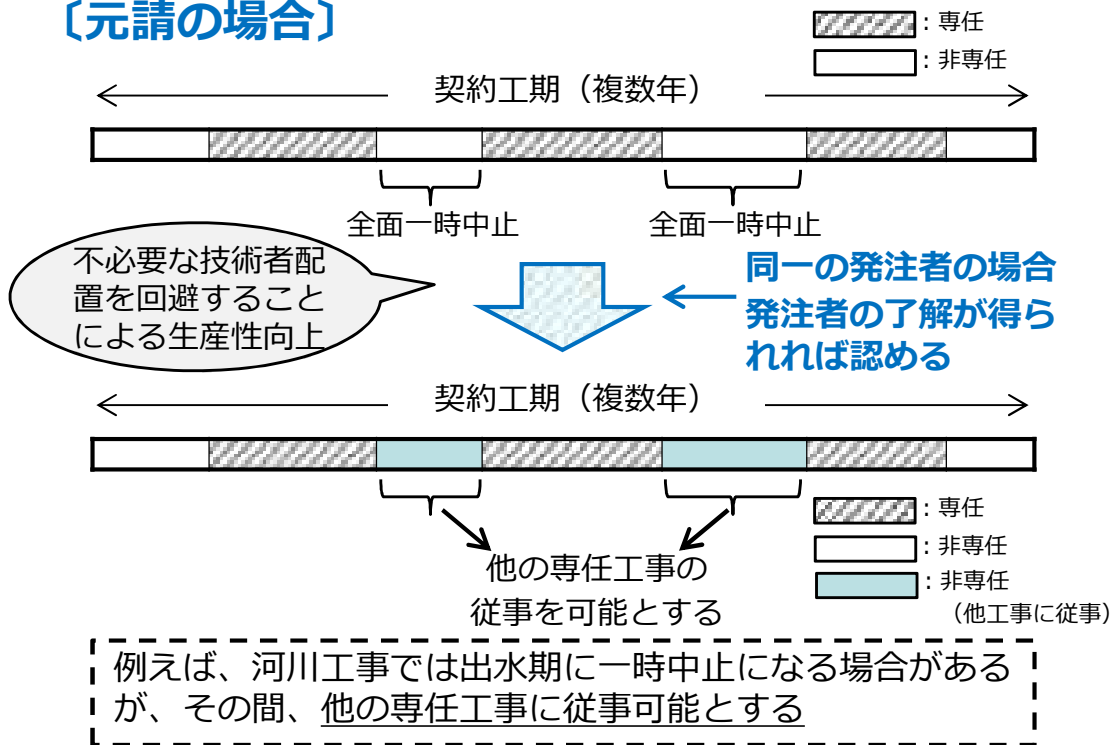 〔元請の場合〕
：専任
：非専任
契約工期（複数年）
全面一時中止
全面一時中止
不必要な技術者配
置を回避すること
による生産性向上
同一の発注者の場合
発注者の了解が得ら
れれば認める
契約工期（複数年）
：専任
：非専任
：非専任
（他工事に従事）
他の専任工事の
従事を可能とする
例えば、河川工事では出水期に一時中止になる場合がある
が、その間、他の専任工事に従事可能とする